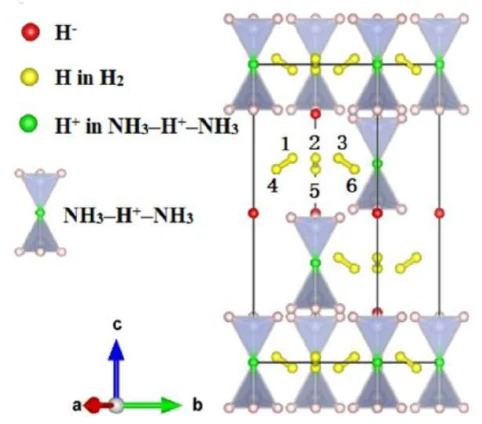 H-
H in H2
H+ in NH3–H+–NH3
NH3–H+–NH3
1 2 3
4 5 6
c
a b